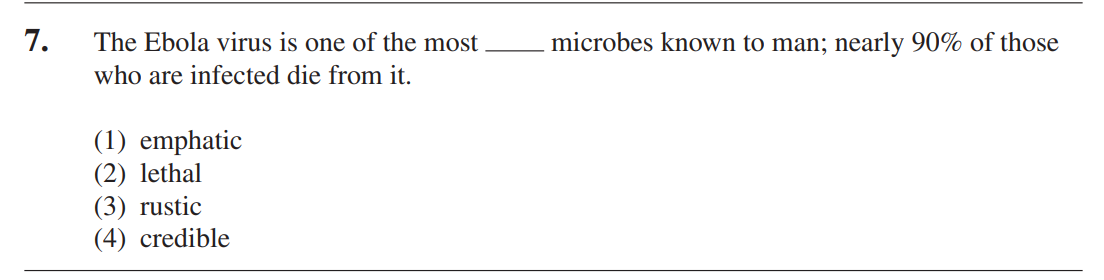 7. The Ebola virus is one of the most _____ microbes known to man; nearly 90% of those
who are infected die from it.
(1) emphatic
(2) lethal
(3) rustic
(4) credible